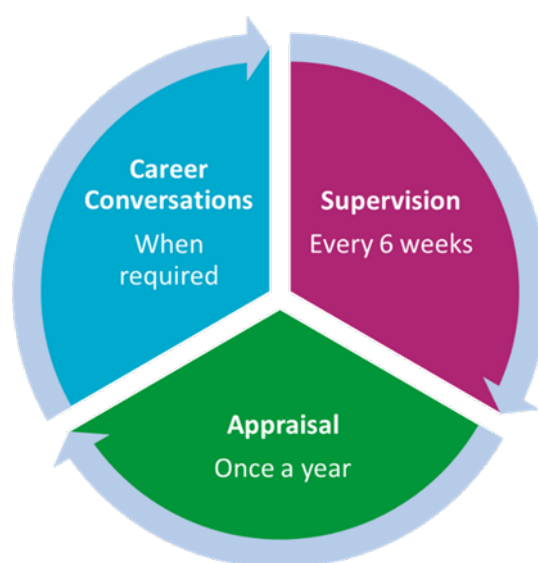 Career
Conversations
When
required
Supervision
Every 6 weeks
Appraisal
Once a year